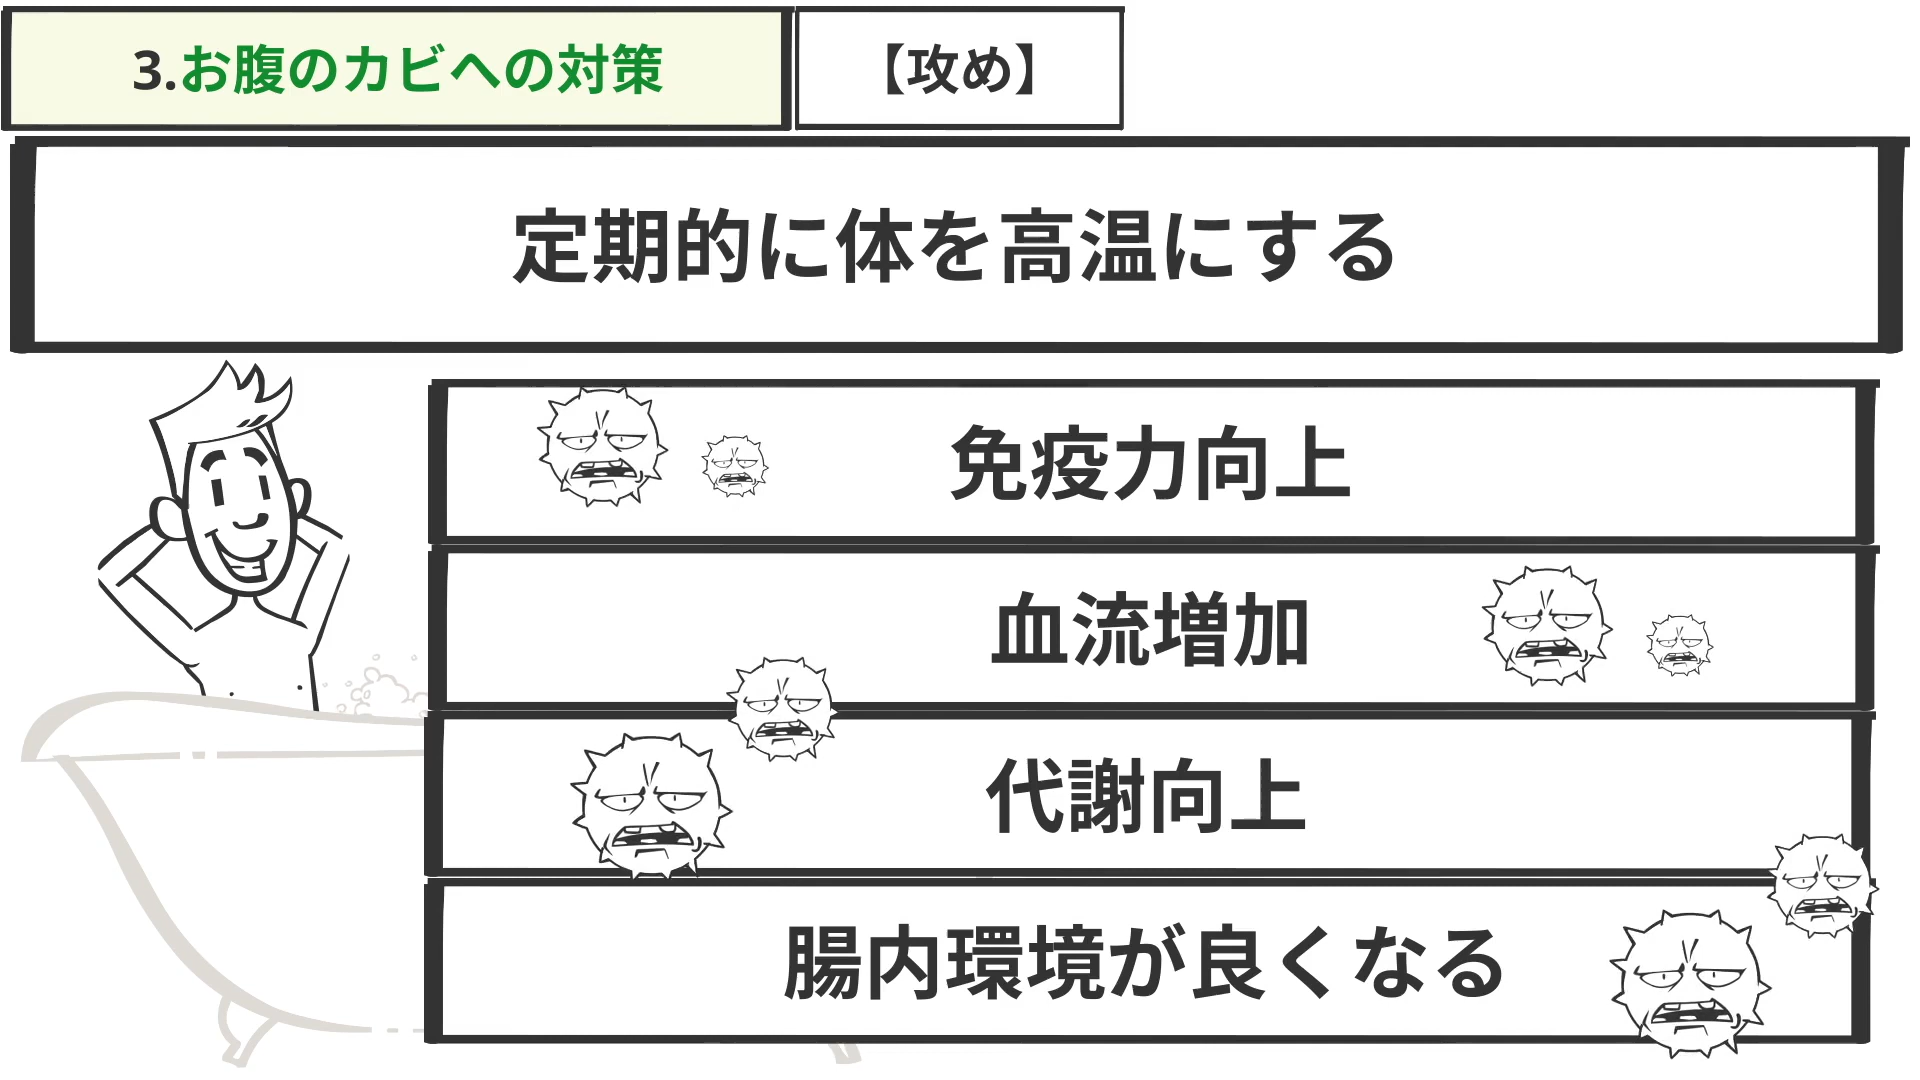 3.お腹のカビへの対策
【攻め】
定期的に体を高温にする
免疫力向上
血流増加
代謝向上
腸内環境が良くなる